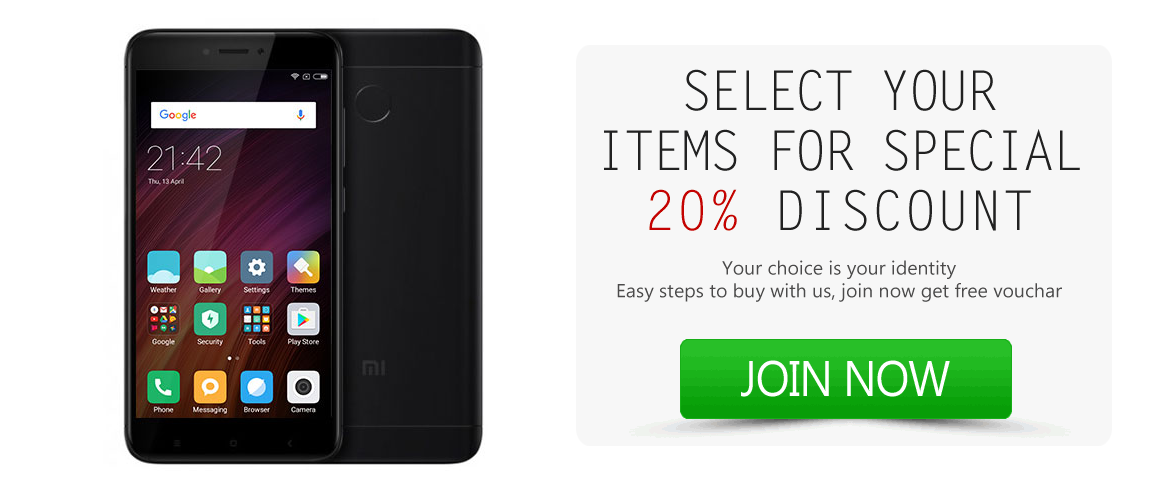 Google
21:42
Thu, 13 April
Weather Gallery Settings Themes
Google Security Tools Play Store
Phone Messaging Browser Camera
MI
SELECT YOUR
ITEMS FOR SPECIAL
20% DISCOUNT
Your choice is your identity
Easy steps to buy with us, join now get free vouchar
JOIN NOW